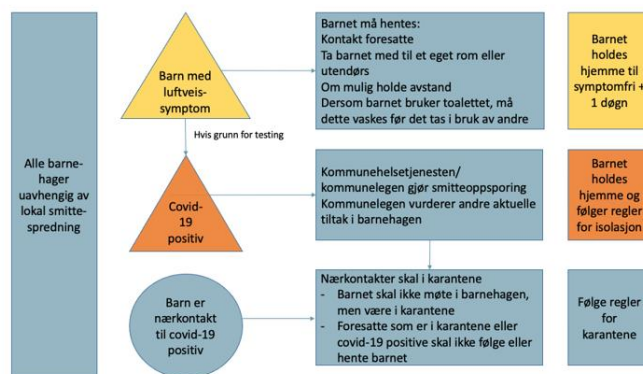 Alle barne-
hager
uavhengig av
lokal smitte-
spredning
Barn med
luftveis-
symptom
Barnet må hentes:
Kontakt foresatte
Ta barnet med til et eget rom eller
utendørs
Om mulig holde avstand
Dersom barnet bruker toalettet, må
dette vaskes før det tas i bruk av andre
Barnet
holdes
hjemme til
symptomfri +
1 døgn
Hvis grunn for testing
Covid-
19
positiv
Kommunehelsetjenesten/
kommunelegen gjør smitteoppsporing
Kommunelegen vurderer andre aktuelle
tiltak i barnehagen
Barnet
holdes
hjemme og
følger regler
for isolasjon
Barn er
nærkontakt
til covid-19
positiv
Nærkontakter skal i karantene
- Barnet skal ikke møte i barnehagen,
men være i karantene
- Foresatte som er i karantene eller
covid-19 positive skal ikke følge eller
hente barnet
Følge regler
for
karantene